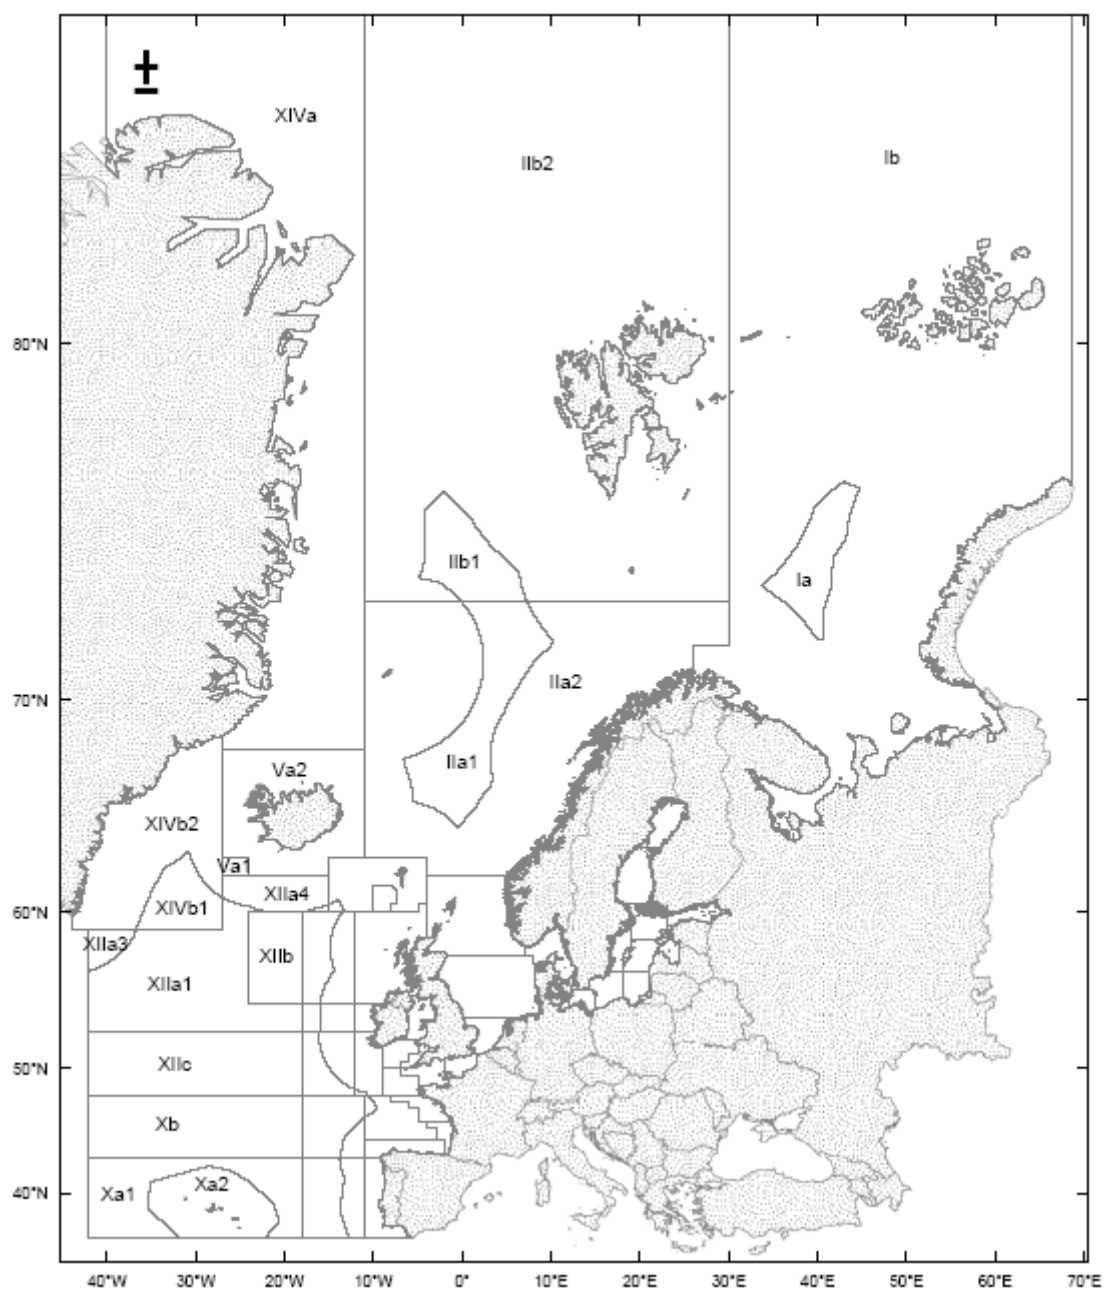 XIVa
IIb2
Ib
80°N
IIb1
Ia
IIa2
70°N
IIa1
Va2
XIVb2
Va1
XIIa4
XIVb1
60°N
XIIa3
XIIb
XIIa1
XIIc
50°N
Xb
Xa2
Xa1
40°N
40°W 30°W 20°W 10°W 0° 10°E 20°E 30°E 40°E 50°E 60°E 70°E